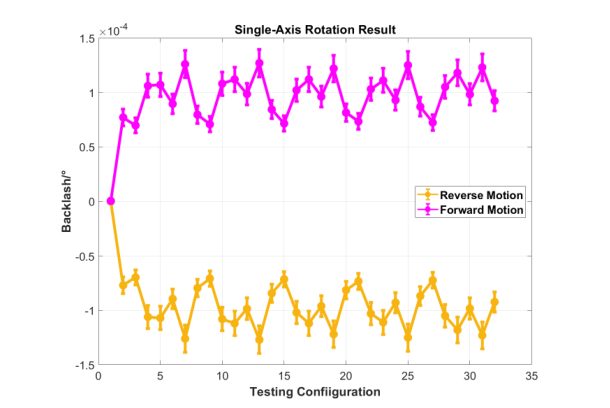 ×10^-4
Single-Axis Rotation Result
1.5
1
0.5
0
-0.5
-1
-1.5
Backlash/°
Reverse Motion
Forward Motion
0 5 10 15 20 25 30 35
Testing Confiiguration